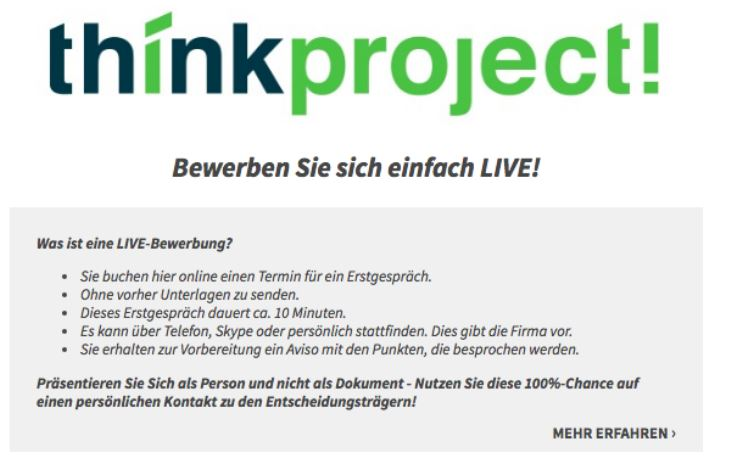 thinkproject!
Bewerben Sie sich einfach LIVE!
Was ist eine LIVE-Bewerbung?
• Sie buchen hier online einen Termin für ein Erstgespräch.
• Ohne vorher Unterlagen zu senden.
• Dieses Erstgespräch dauert ca. 10 Minuten.
• Es kann über Telefon, Skype oder persönlich stattfinden. Dies gibt die Firma vor.
• Sie erhalten zur Vorbereitung ein Aviso mit den Punkten, die besprochen werden.
Präsentieren Sie Sich als Person und nicht als Dokument - Nutzen Sie diese 100%-Chance auf
einen persönlichen Kontakt zu den Entscheidungsträgern!
MEHR ERFAHREN ›